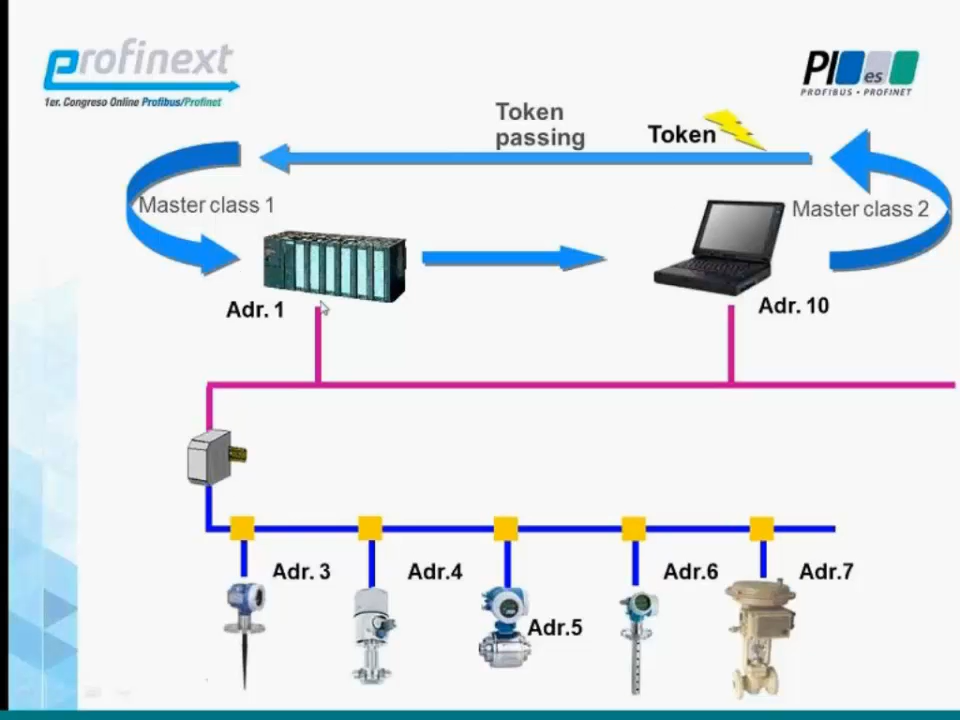 profinext
1er. Congreso Online Profibus/Profinet
PI es
PROFIBUS • PROFINET
Token
passing
Token
Master class 1
Master class 2
Adr. 1
Adr. 10
Adr. 3
Adr.4
Adr.5
Adr.6
Adr.7